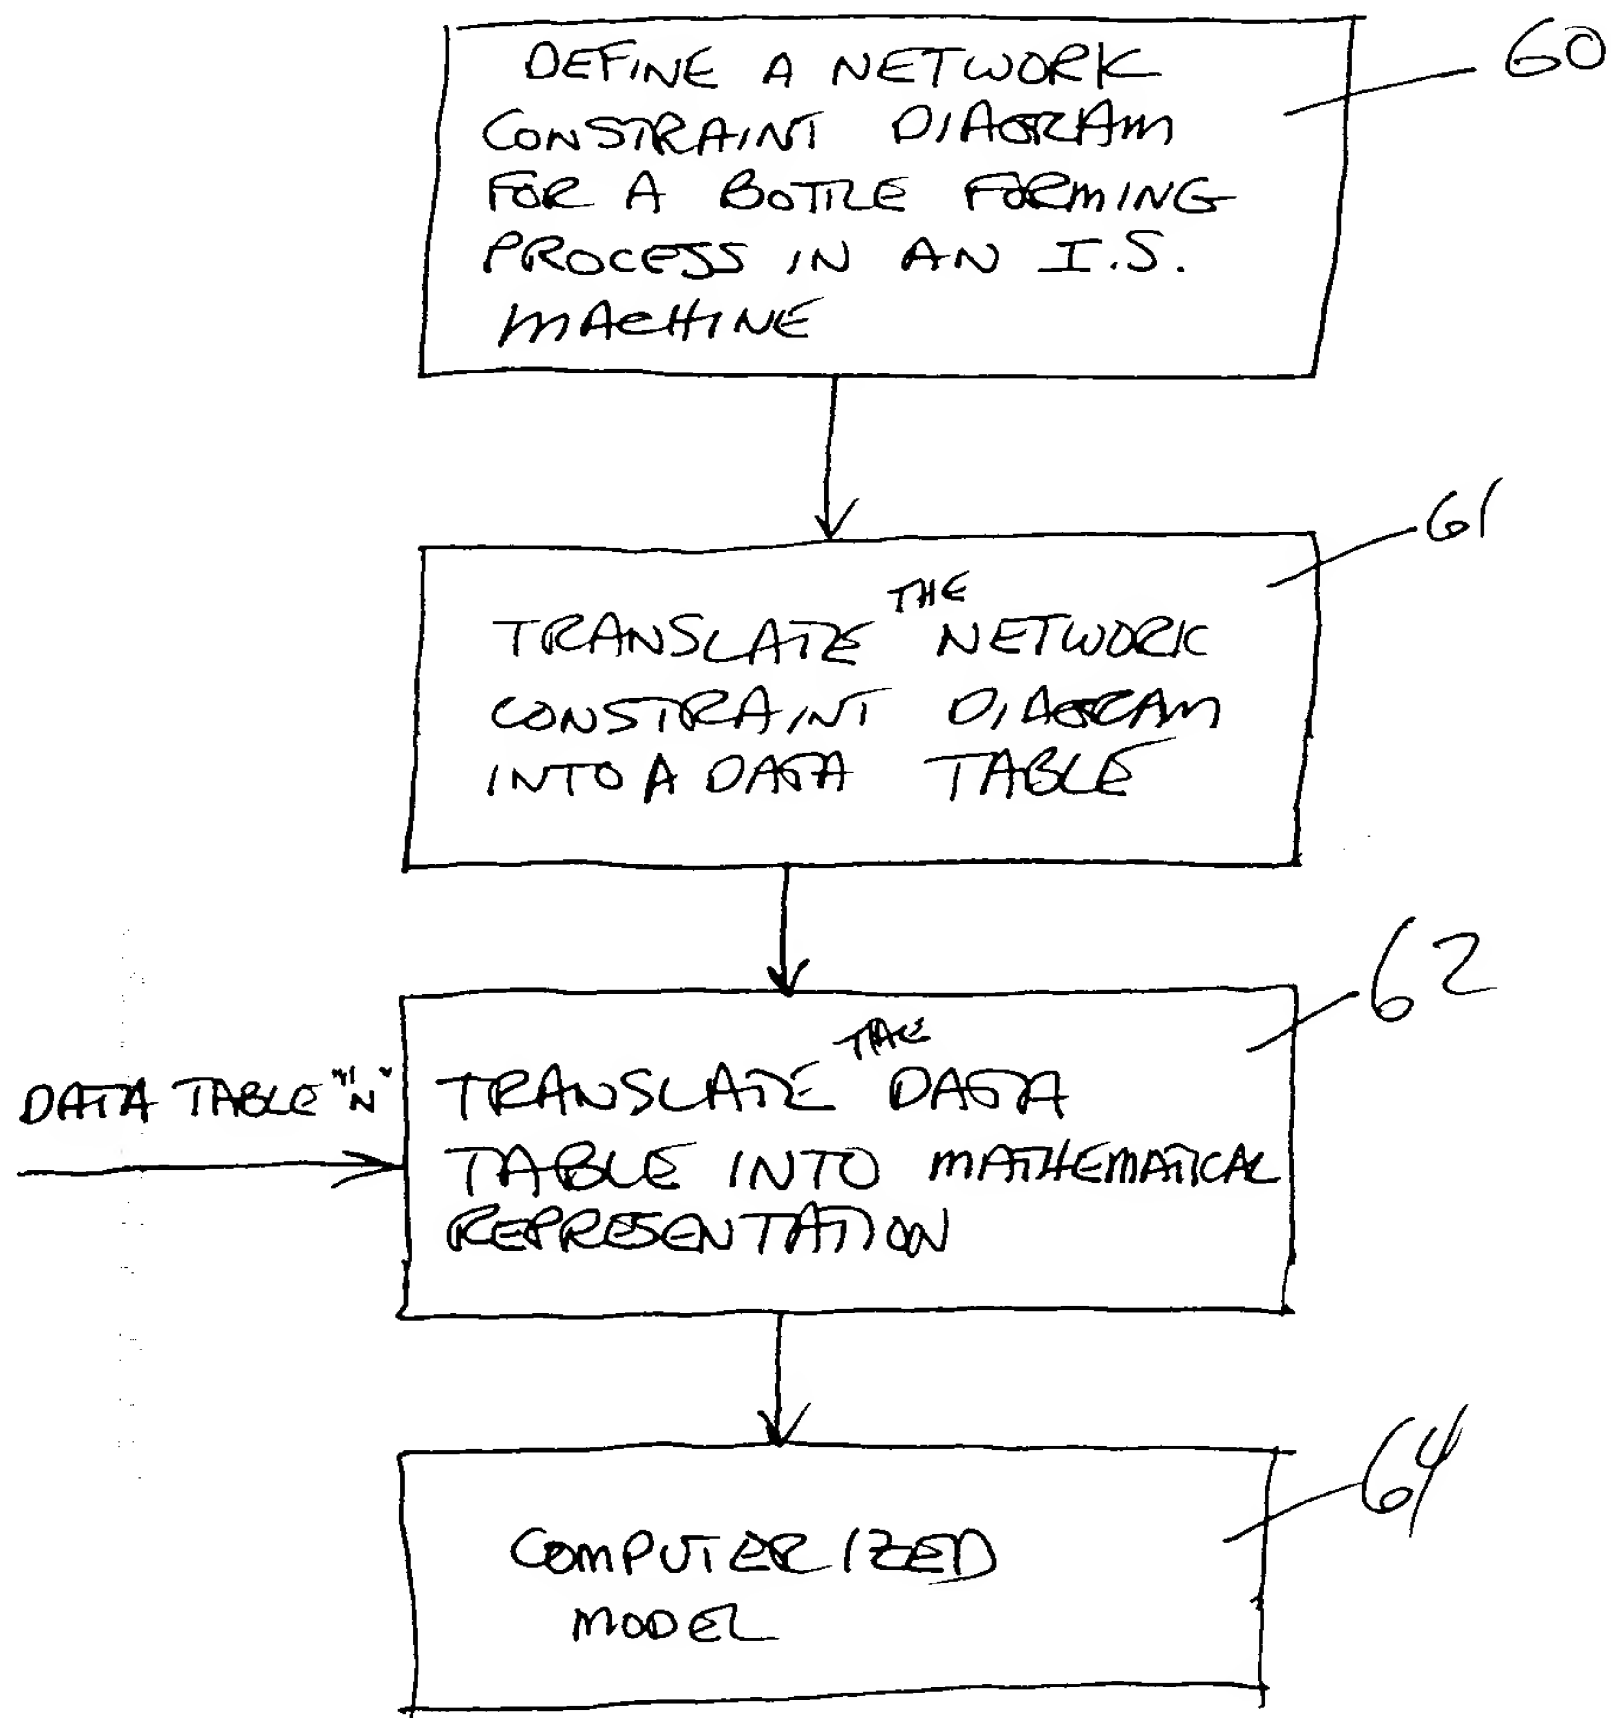 DEFINE A NETWORK
CONSTRAINT DIAGRAM
FOR A BOTTLE FORMING
PROCESS IN AN I.S.
MACHINE
60
61
THE
TRANSLATE NETWORK
CONSTRAINT DIAGRAM
INTO A DATA TABLE
62
THE
TRANSLATE DATA
TABLE INTO MATHEMATICAL
REPRESENTATION
DATA TABLE "N"
64
COMPUTERIZED
MODEL